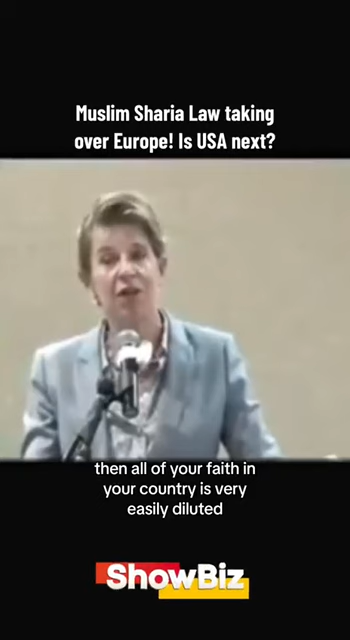 Muslim Sharia Law taking
over Europe! Is USA next?
then all of your faith in
your country is very
easily diluted
ShowBiz